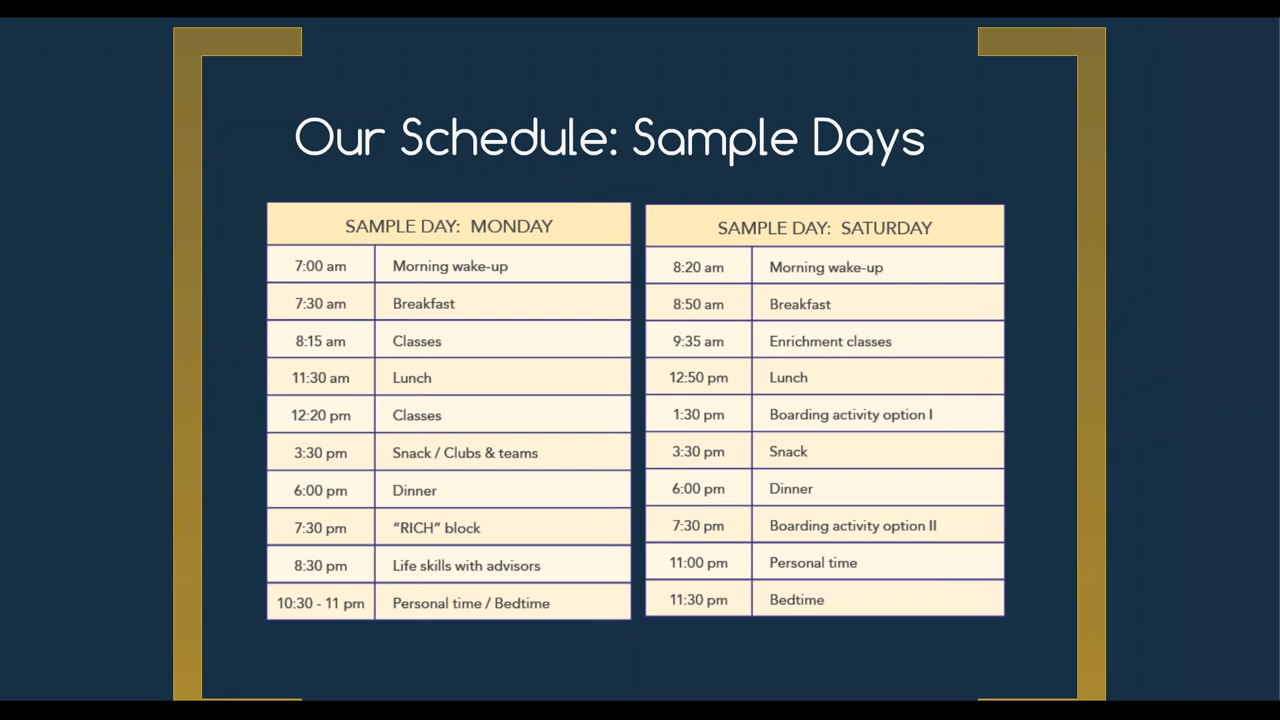 Our Schedule: Sample Days
SAMPLE DAY: MONDAY
7:00 am Morning wake-up
7:30 am Breakfast
8:15 am Classes
11:30 am Lunch
12:20 pm Classes
3:30 pm Snack / Clubs & teams
6:00 pm Dinner
7:30 pm “RICH” block
8:30 pm Life skills with advisors
10:30 - 11 pm Personal time / Bedtime
SAMPLE DAY: SATURDAY
8:20 am Morning wake-up
8:50 am Breakfast
9:35 am Enrichment classes
12:50 pm Lunch
1:30 pm Boarding activity option I
3:30 pm Snack
6:00 pm Dinner
7:30 pm Boarding activity option II
11:00 pm Personal time
11:30 pm Bedtime